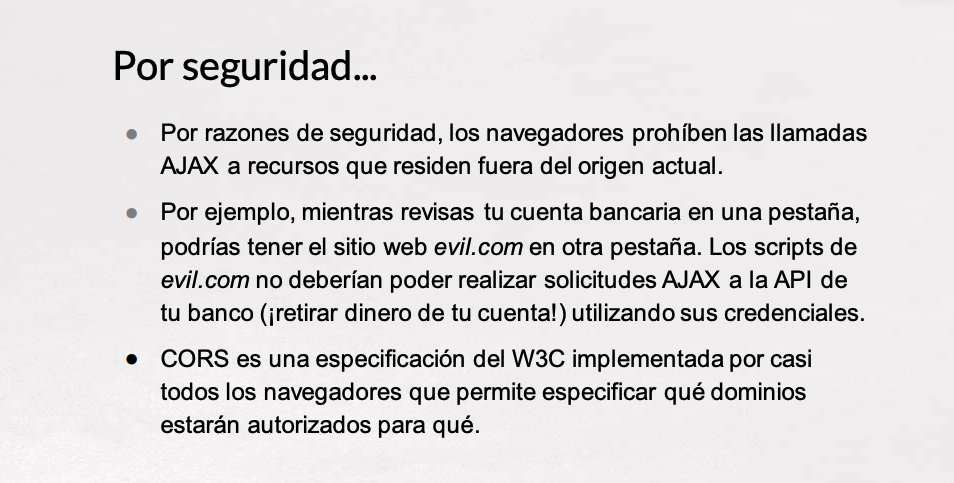 Por seguridad...
● Por razones de seguridad, los navegadores prohíben las llamadas
AJAX a recursos que residen fuera del origen actual.
● Por ejemplo, mientras revisas tu cuenta bancaria en una pestaña,
podrías tener el sitio web evil.com en otra pestaña. Los scripts de
evil.com no deberían poder realizar solicitudes AJAX a la API de
tu banco (¡retirar dinero de tu cuenta!) utilizando sus credenciales.
● CORS es una especificación del W3C implementada por casi
todos los navegadores que permite especificar qué dominios
estarán autorizados para qué.